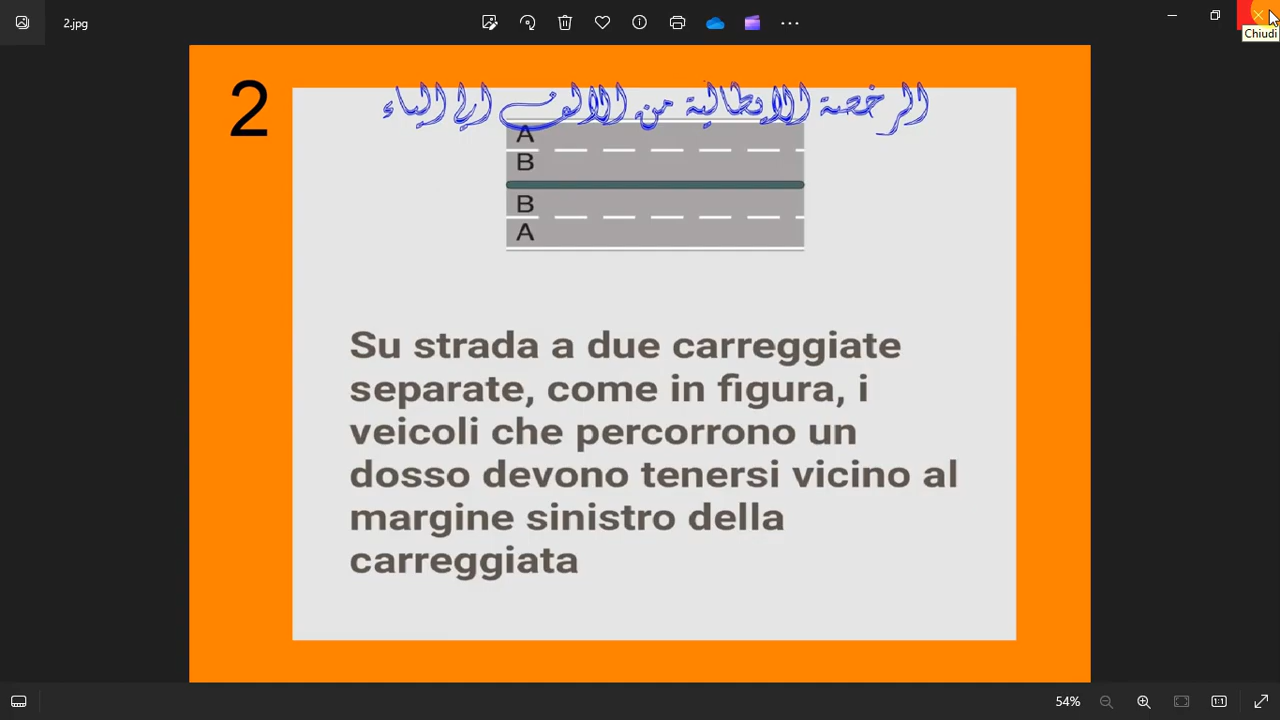 2.jpg
Chiudi
2
الرخصة الايطالية من الالف الى الياء
A
B
B
A
Su strada a due carreggiate
separate, come in figura, i
veicoli che percorrono un
dosso devono tenersi vicino al
margine sinistro della
carreggiata
54%